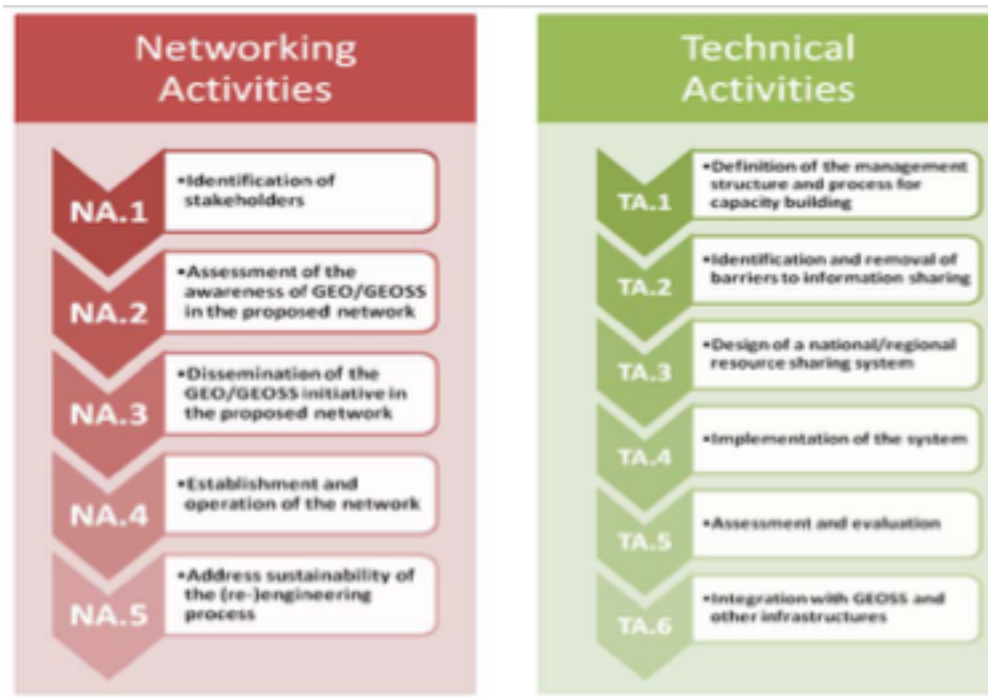 Networking
Activities
NA.1
•Identification of
stakeholders
NA.2
•Assessment of the
awareness of GEO/GEOSS
in the proposed network
NA.3
•Dissemination of the
GEO/GEOSS initiative in
the proposed network
NA.4
•Establishment and
operation of the network
NA.5
•Address sustainability of
the (re-)engineering
process
Technical
Activities
TA.1
•Definition of the management
structure and process for
capacity building
TA.2
•Identification and removal of
barriers to information sharing
TA.3
•Design of a national/regional
resource sharing system
TA.4
•Implementation of the system
TA.5
•Assessment and evaluation
TA.6
•Integration with GEOSS and
other infrastructures